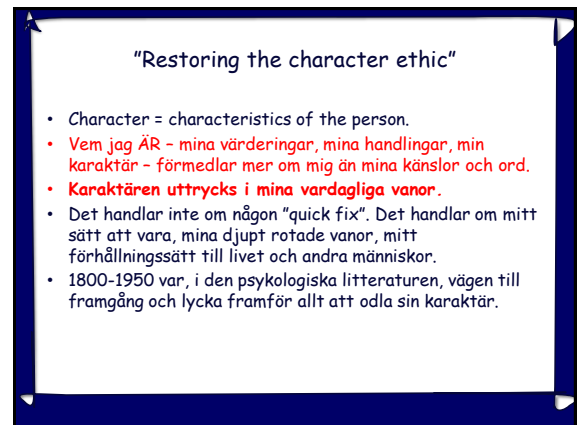 "Restoring the character ethic"
• Character = characteristics of the person.
• Vem jag ÄR – mina värderingar, mina handlingar, min
karaktär – förmedlar mer om mig än mina känslor och ord.
• Karaktären uttrycks i mina vardagliga vanor.
• Det handlar inte om någon "quick fix". Det handlar om mitt
sätt att vara, mina djupt rotade vanor, mitt
förhållningssätt till livet och andra människor.
• 1800-1950 var, i den psykologiska litteraturen, vägen till
framgång och lycka framför allt att odla sin karaktär.